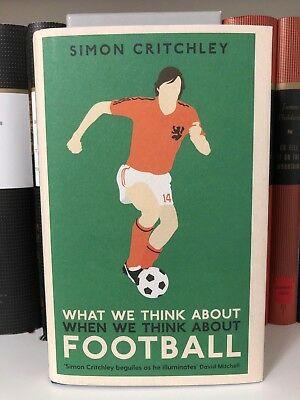 SIMON CRITCHLEY
14
WHAT WE THINK ABOUT
WHEN WE THINK ABOUT
FOOTBALL
'Simon Critchley beguiles as he illuminates' David Mitchell